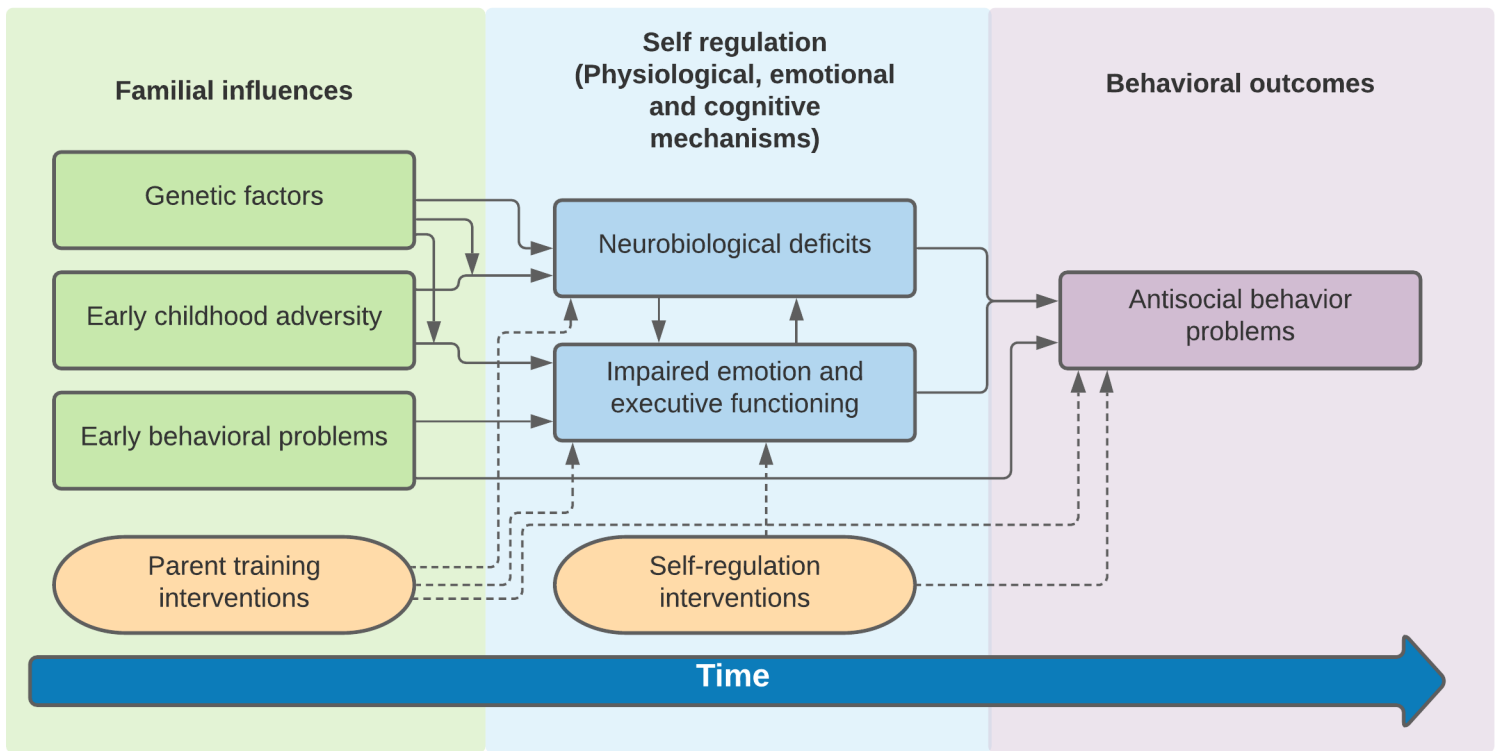 Familial influences
Self regulation
(Physiological, emotional
and cognitive
mechanisms)
Behavioral outcomes
Genetic factors
Early childhood adversity
Early behavioral problems
Parent training
interventions
Neurobiological deficits
Impaired emotion and
executive functioning
Self-regulation
interventions
Antisocial behavior
problems
Time